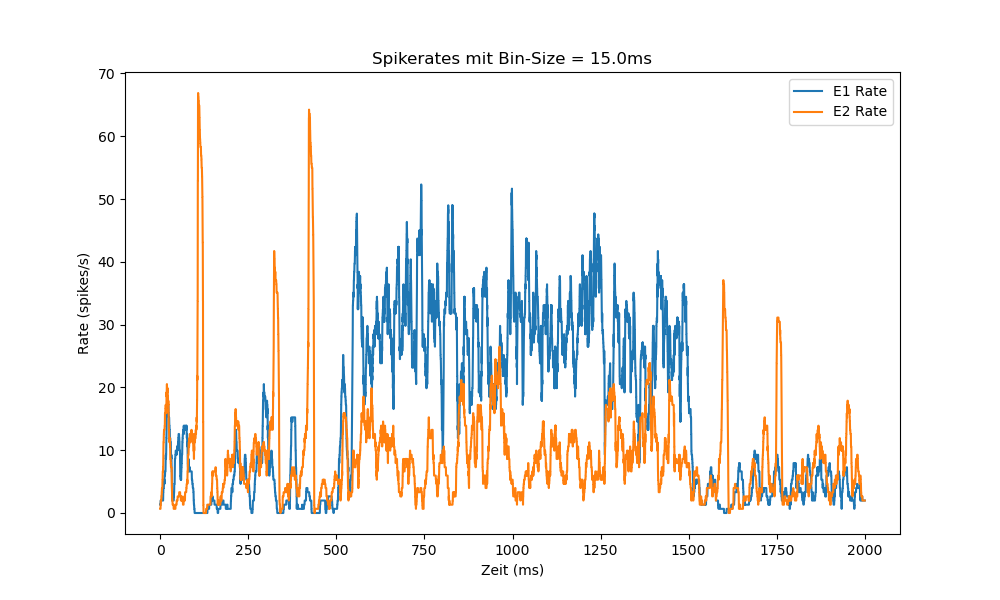 Spikerates mit Bin-Size = 15.0ms
E1 Rate
E2 Rate
Rate (spikes/s)
70
60
50
40
30
20
10
0
0 250 500 750 1000 1250 1500 1750 2000
Zeit (ms)